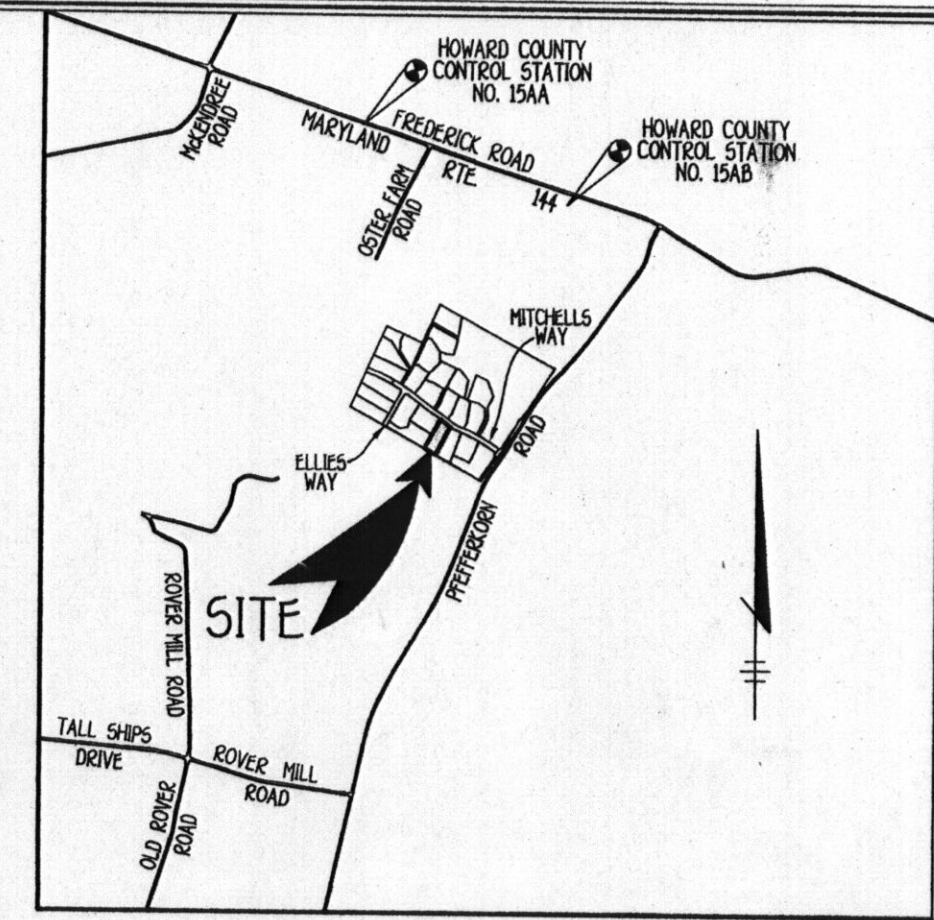 HOWARD COUNTY
CONTROL STATION
NO. 15AA
HOWARD COUNTY
CONTROL STATION
NO. 15AB
McKENDREE
ROAD
MARYLAND
FREDERICK ROAD
RTE.
144
OSTER FARM
ROAD
MITCHELLS
WAY
ELLIES
WAY
PFEFFERKORN
ROAD
SITE
ROVER MILL ROAD
TALL SHIPS
DRIVE
ROVER MILL
ROAD
OLD ROVER
ROAD